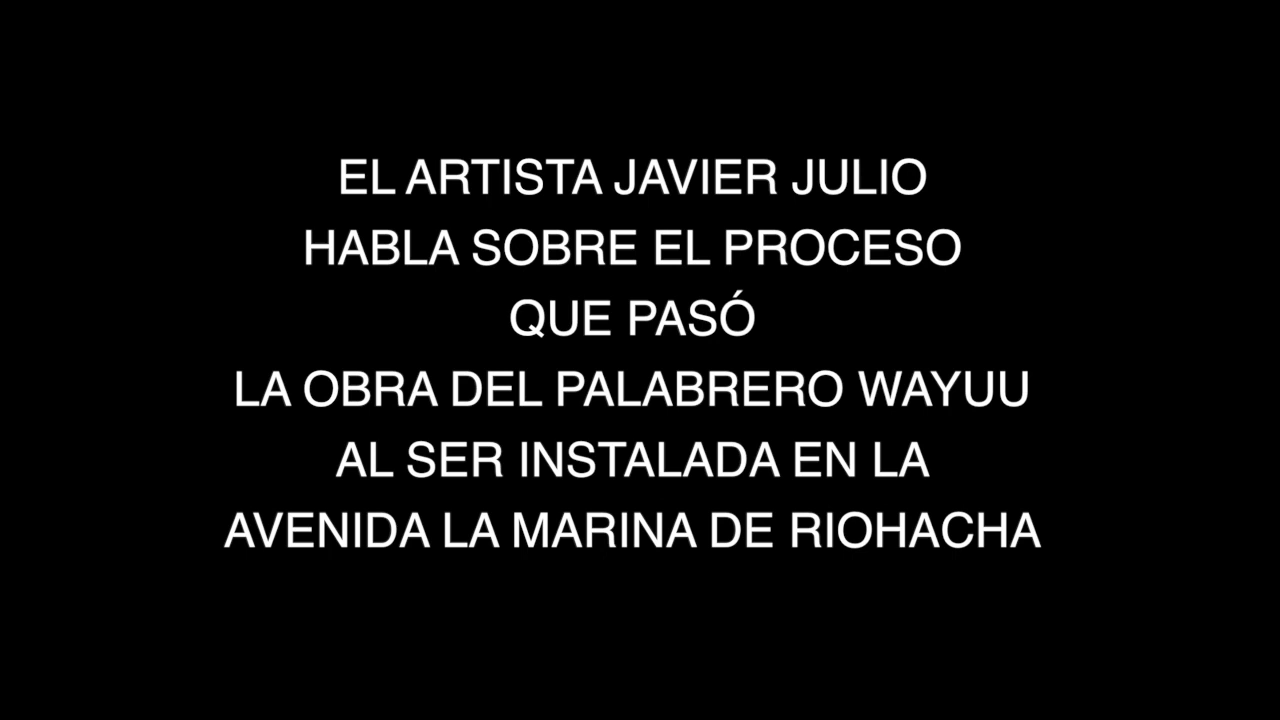 EL ARTISTA JAVIER JULIO
HABLA SOBRE EL PROCESO
QUE PASÓ
LA OBRA DEL PALABRERO WAYUU
AL SER INSTALADA EN LA
AVENIDA LA MARINA DE RIOHACHA